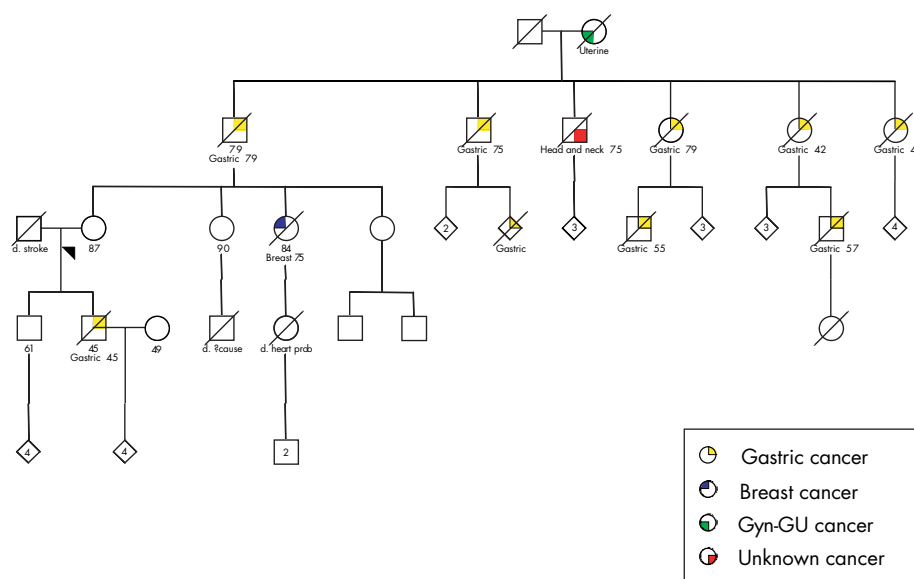 Uterine
79
Gastric 79
Gastric 75
Head and neck 75
Gastric 79
Gastric 42
Gastric 4
d. stroke
87
90
84
Breast 75
2
Gastric
3
Gastric 55
3
3
Gastric 57
4
61
45
Gastric 45
49
d. ?cause
d. heart prob
4
4
2
Gastric cancer
Breast cancer
Gyn-GU cancer
Unknown cancer